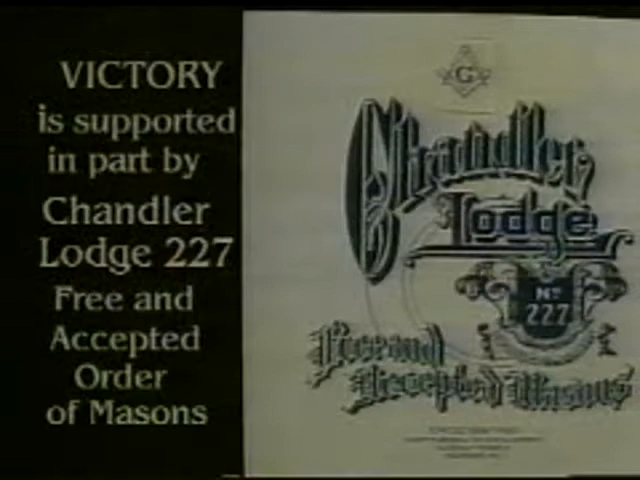 VICTORY
is supported
in part by
Chandler
Lodge 227
Free and
Accepted
Order
of Masons
G
Chandler
Lodge
No
227
Free and
Accepted Masons